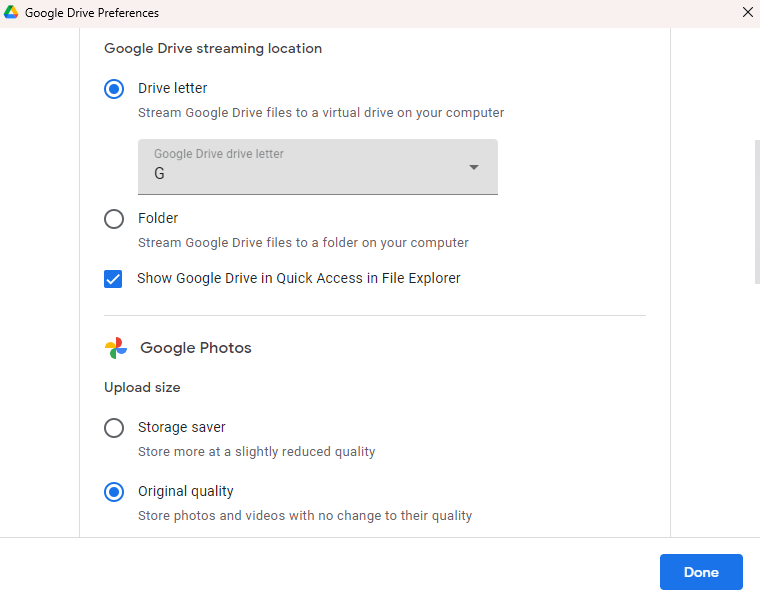 Google Drive Preferences
Google Drive streaming location
Drive letter
Stream Google Drive files to a virtual drive on your computer
Google Drive drive letter
G
Folder
Stream Google Drive files to a folder on your computer
Show Google Drive in Quick Access in File Explorer
Google Photos
Upload size
Storage saver
Store more at a slightly reduced quality
Original quality
Store photos and videos with no change to their quality
Done